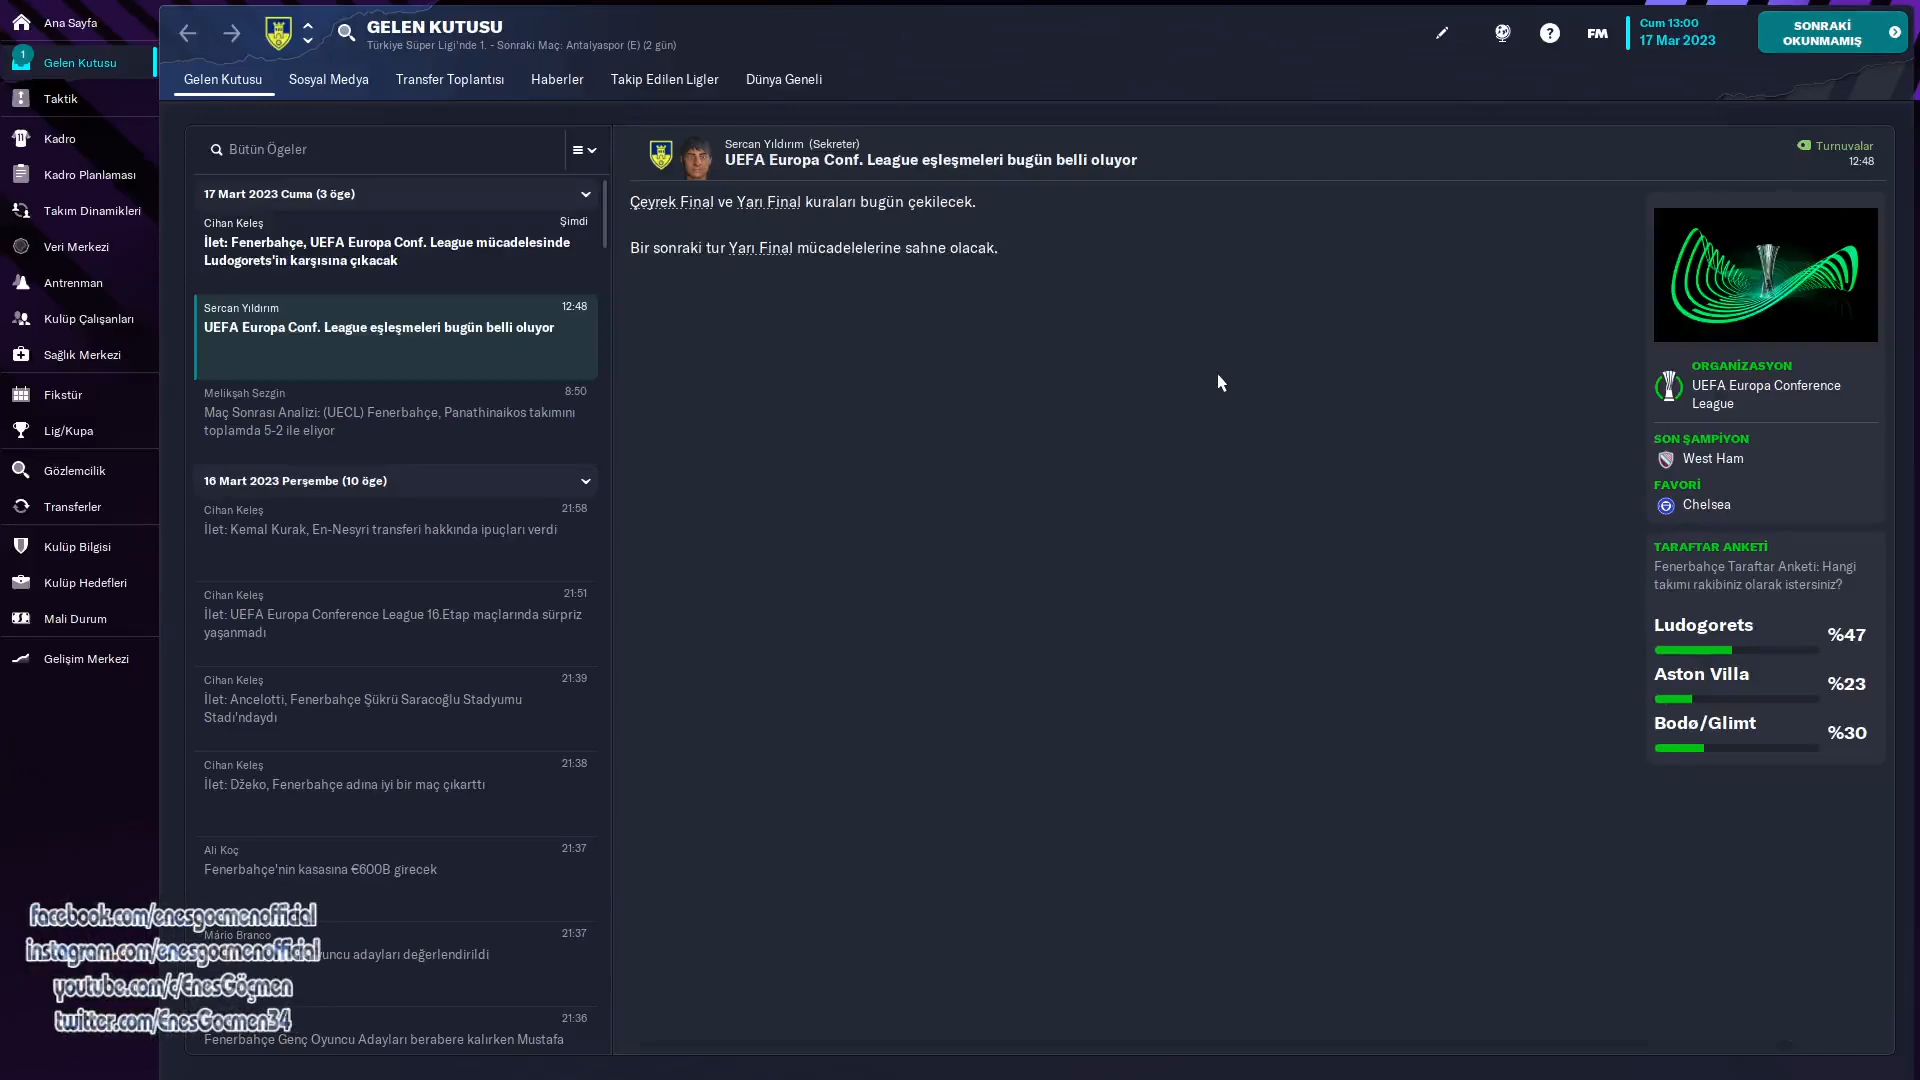 Ana Sayfa
1
Gelen Kutusu
Taktik
Kadro
Kadro Planlaması
Takım Dinamikleri
Veri Merkezi
Antrenman
Kulüp Çalışanları
Sağlık Merkezi
Fikstür
Lig/Kupa
Gözlemcilik
Transferler
Kulüp Bilgisi
Kulüp Hedefleri
Mali Durum
Gelişim Merkezi
GELEN KUTUSU
Türkiye Süper Ligi'nde 1. - Sonraki Maç: Antalyaspor (E) (2 gün)
FM
Cum 13:00
17 Mar 2023
SONRAKİ
OKUNMAMIŞ
Gelen Kutusu
Sosyal Medya
Transfer Toplantısı
Haberler
Takip Edilen Ligler
Dünya Geneli
Bütün Ögeler
17 Mart 2023 Cuma (3 öge)
Cihan Keleş
Şimdi
İlet: Fenerbahçe, UEFA Europa Conf. League mücadelesinde
Ludogorets'in karşısına çıkacak
Sercan Yıldırım
12:48
UEFA Europa Conf. League eşleşmeleri bugün belli oluyor
Melikşah Sezgin
8:50
Maç Sonrası Analizi: (UECL) Fenerbahçe, Panathinaikos takımını
toplamda 5-2 ile eliyor
16 Mart 2023 Perşembe (10 öge)
Cihan Keleş
21:58
İlet: Kemal Kurak, En-Nesyri transferi hakkında ipuçları verdi
Cihan Keleş
21:51
İlet: UEFA Europa Conference League 16.Etap maçlarında sürpriz
yaşanmadı
Cihan Keleş
21:39
İlet: Ancelotti, Fenerbahçe Şükrü Saracoğlu Stadyumu
Stadı'ndaydı
Cihan Keleş
21:38
İlet: Džeko, Fenerbahçe adına iyi bir maç çıkarttı
Ali Koç
21:37
Fenerbahçe'nin kasasına €600B girecek
Mário Branco
21:37
yuncu adayları değerlendirildi
21:36
Fenerbahçe Genç Oyuncu Adayları berabere kalırken Mustafa
facebook.com/enesgocmenofficial
instagram.com/enesgocmenofficial
youtube.com/c/EnesGöçmen
twitter.com/EnesGocmen34
Sercan Yıldırım (Sekreter)
UEFA Europa Conf. League eşleşmeleri bugün belli oluyor
Turnuvalar
12:48
Çeyrek Final ve Yarı Final kuraları bugün çekilecek.
Bir sonraki tur Yarı Final mücadelelerine sahne olacak.
ORGANİZASYON
UEFA Europa Conference
League
SON ŞAMPİYON
West Ham
FAVORİ
Chelsea
TARAFTAR ANKETİ
Fenerbahçe Taraftar Anketi: Hangi
takımı rakibiniz olarak istersiniz?
Ludogorets
%47
Aston Villa
%23
Bodø/Glimt
%30